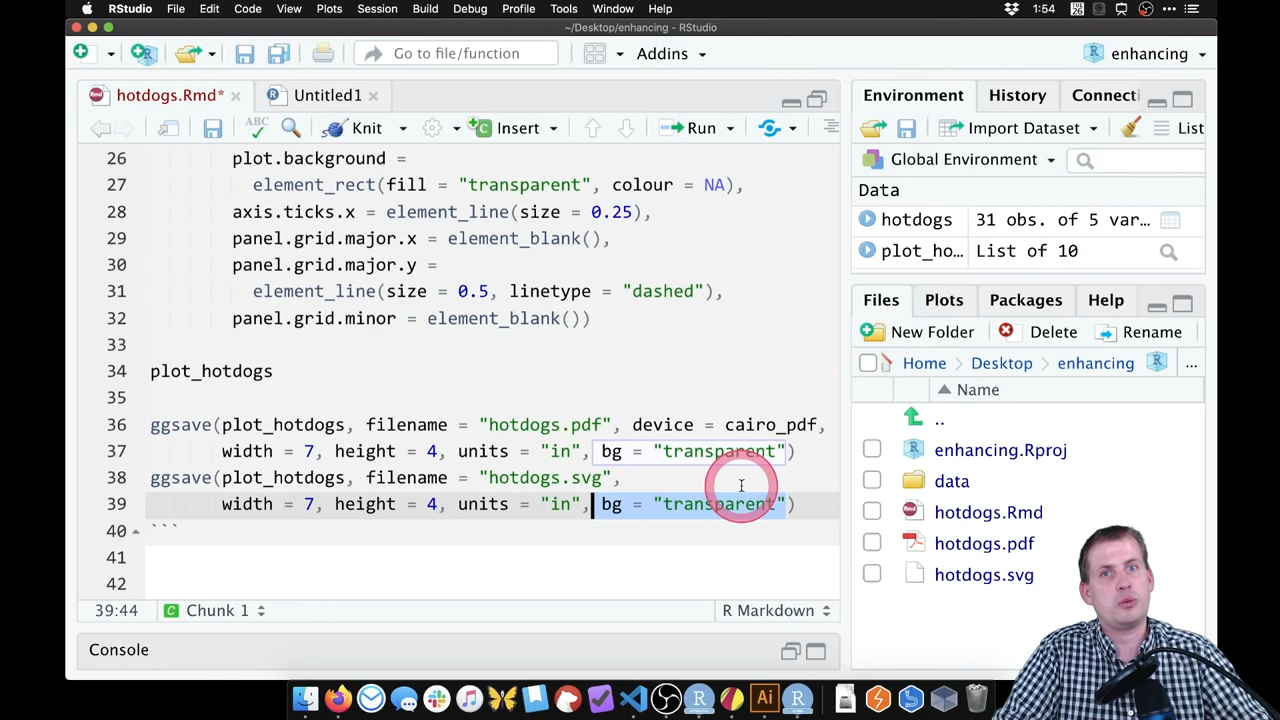 RStudio File Edit Code View Plots Session Build Debug Profile Tools Window Help 1:54
~/Desktop/enhancing - RStudio
Go to file/function Addins enhancing
hotdogs.Rmd* Untitled1
ABC Knit Insert Run
26 plot.background =
27 element_rect(fill = "transparent", colour = NA),
28 axis.ticks.x = element_line(size = 0.25),
29 panel.grid.major.x = element_blank(),
30 panel.grid.major.y =
31 element_line(size = 0.5, linetype = "dashed"),
32 panel.grid.minor = element_blank())
33
34 plot_hotdogs
35
36 ggsave(plot_hotdogs, filename = "hotdogs.pdf", device = cairo_pdf,
37 width = 7, height = 4, units = "in", bg = "transparent")
38 ggsave(plot_hotdogs, filename = "hotdogs.svg",
39 width = 7, height = 4, units = "in", bg = "transparent")
40 ```
41
42
39:44 Chunk 1 R Markdown
Console
Environment History Connecti
Import Dataset List
Global Environment
Data
hotdogs 31 obs. of 5 var…
plot_ho… List of 10
Files Plots Packages Help
New Folder Delete Rename
Home Desktop enhancing ...
Name
..
enhancing.Rproj
data
hotdogs.Rmd
hotdogs.pdf
hotdogs.svg
Ai